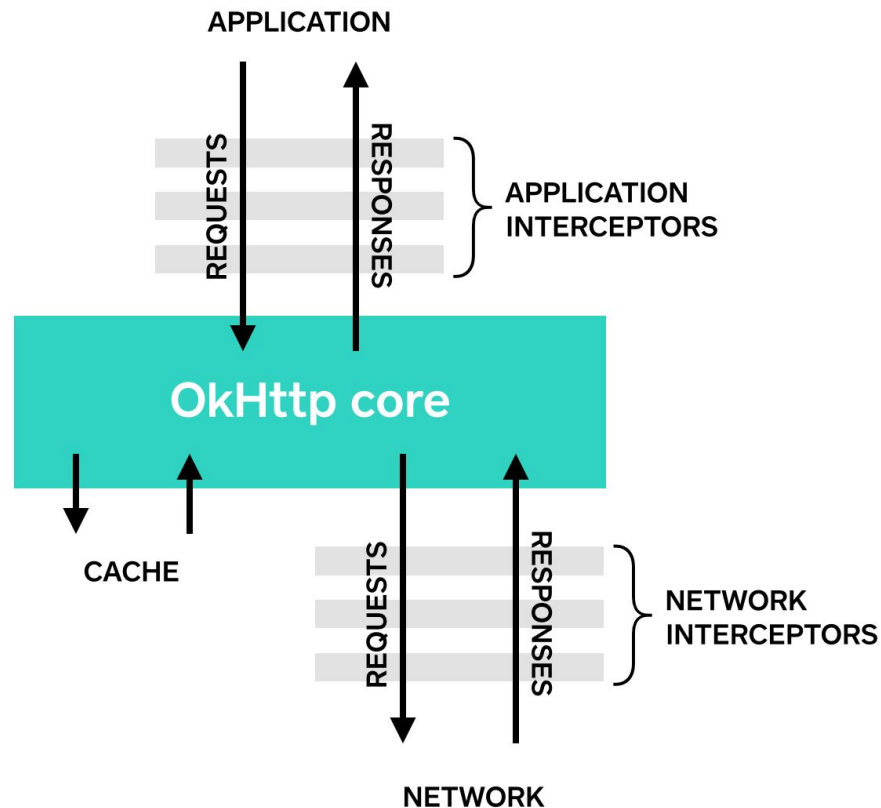 APPLICATION
REQUESTS
RESPONSES
APPLICATION
INTERCEPTORS
OkHttp core
CACHE
REQUESTS
RESPONSES
NETWORK
INTERCEPTORS
NETWORK